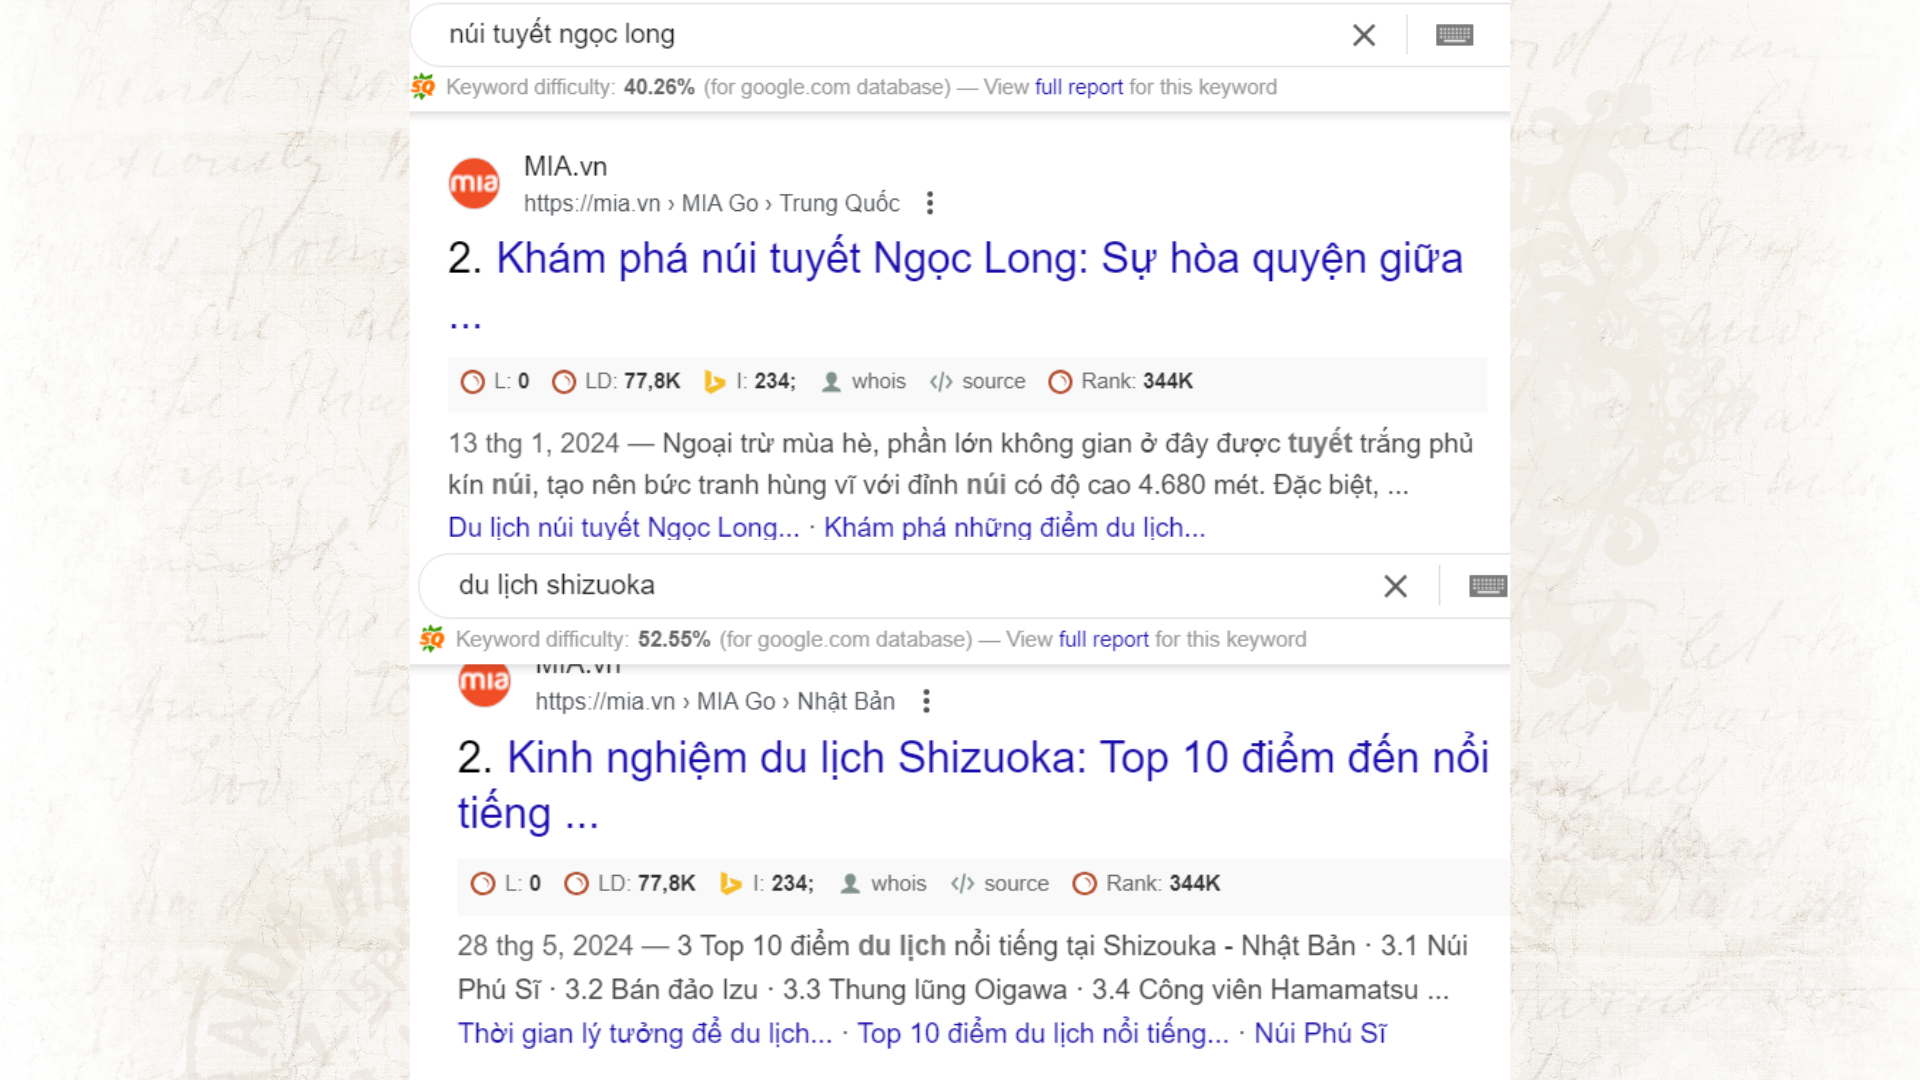 núi tuyết ngọc long
Keyword difficulty: 40.26% (for google.com database) — View full report for this keyword
mia
MIA.vn
https://mia.vn › MIA Go › Trung Quốc
2. Khám phá núi tuyết Ngọc Long: Sự hòa quyện giữa
...
L: 0 LD: 77,8K I: 234; whois </> source Rank: 344K
13 thg 1, 2024 — Ngoại trừ mùa hè, phần lớn không gian ở đây được tuyết trắng phủ
kín núi, tạo nên bức tranh hùng vĩ với đỉnh núi có độ cao 4.680 mét. Đặc biệt, ...
Du lịch núi tuyết Ngọc Long... · Khám phá những điểm du lịch...
du lịch shizuoka
Keyword difficulty: 52.55% (for google.com database) — View full report for this keyword
mia
MIA.vn
https://mia.vn › MIA Go › Nhật Bản
2. Kinh nghiệm du lịch Shizuoka: Top 10 điểm đến nổi
tiếng ...
L: 0 LD: 77,8K I: 234; whois </> source Rank: 344K
28 thg 5, 2024 — 3 Top 10 điểm du lịch nổi tiếng tại Shizouka - Nhật Bản · 3.1 Núi
Phú Sĩ · 3.2 Bán đảo Izu · 3.3 Thung lũng Oigawa · 3.4 Công viên Hamamatsu ...
Thời gian lý tưởng để du lịch... · Top 10 điểm du lịch nổi tiếng... · Núi Phú Sĩ